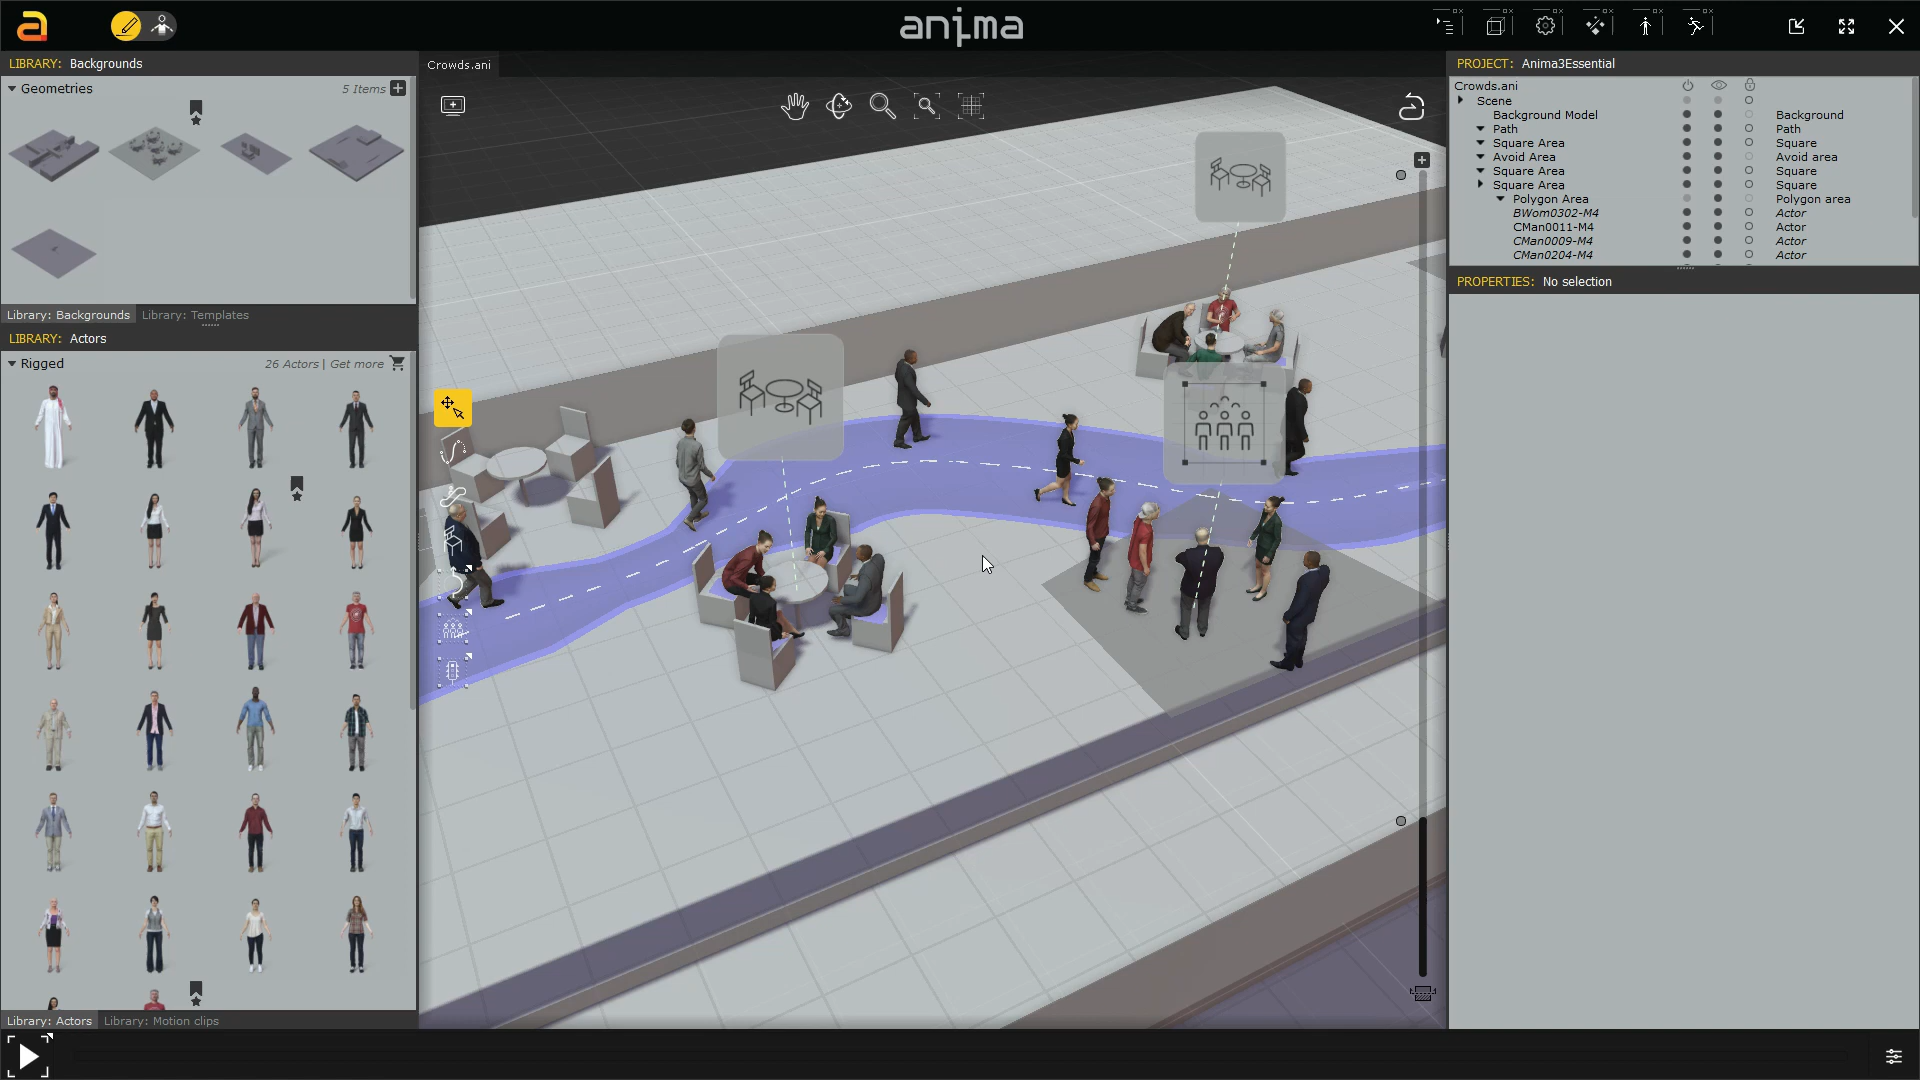 a
anima
LIBRARY: Backgrounds
Geometries
5 Items
Library: Backgrounds
Library: Templates
LIBRARY: Actors
Rigged
26 Actors | Get more
Library: Actors
Library: Motion clips
Crowds.ani
PROJECT: Anima3Essential
Crowds.ani
Scene
Background Model Background
Path Path
Square Area Square
Avoid Area Avoid area
Square Area Square
Square Area Square
Polygon Area Polygon area
BWom0302-M4 Actor
CMan0011-M4 Actor
CMan0009-M4 Actor
CMan0204-M4 Actor
PROPERTIES: No selection